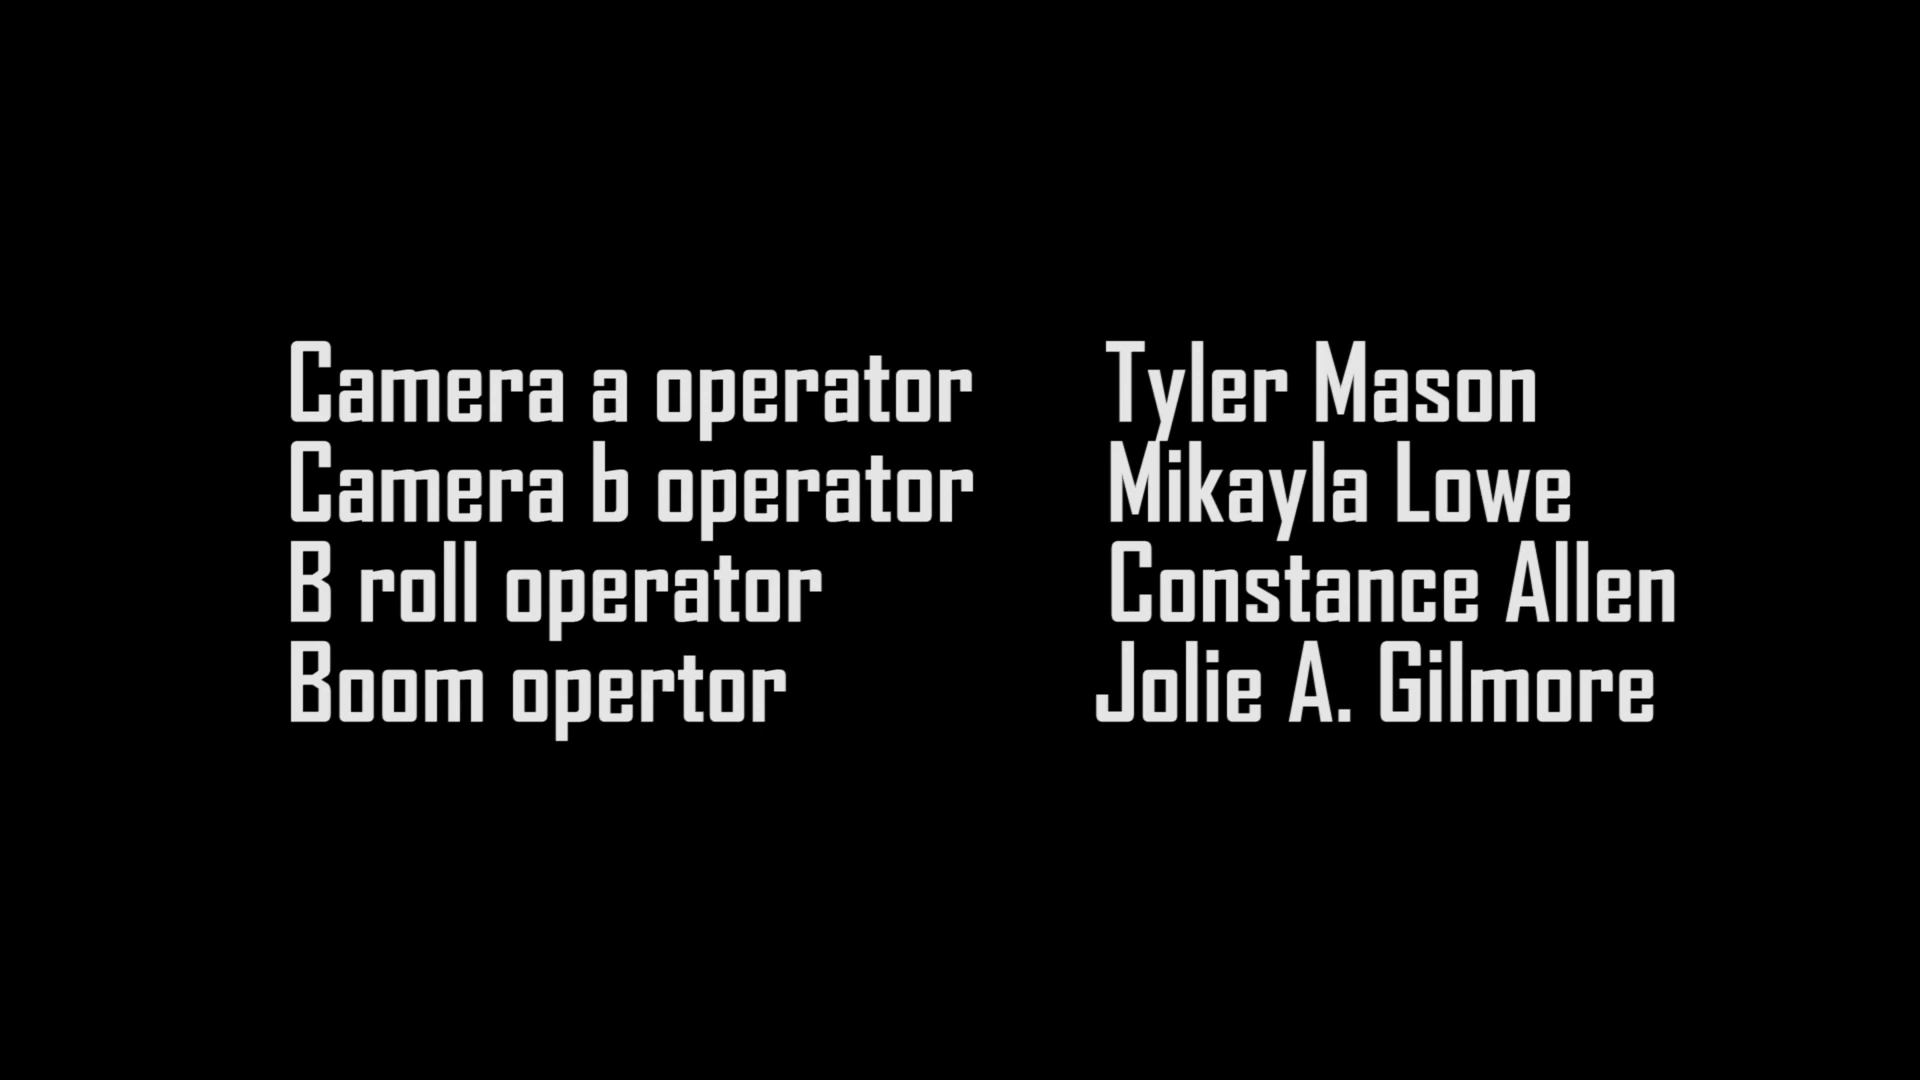 Camera a operator Tyler Mason
Camera b operator Mikayla Lowe
B roll operator Constance Allen
Boom opertor Jolie A. Gilmore